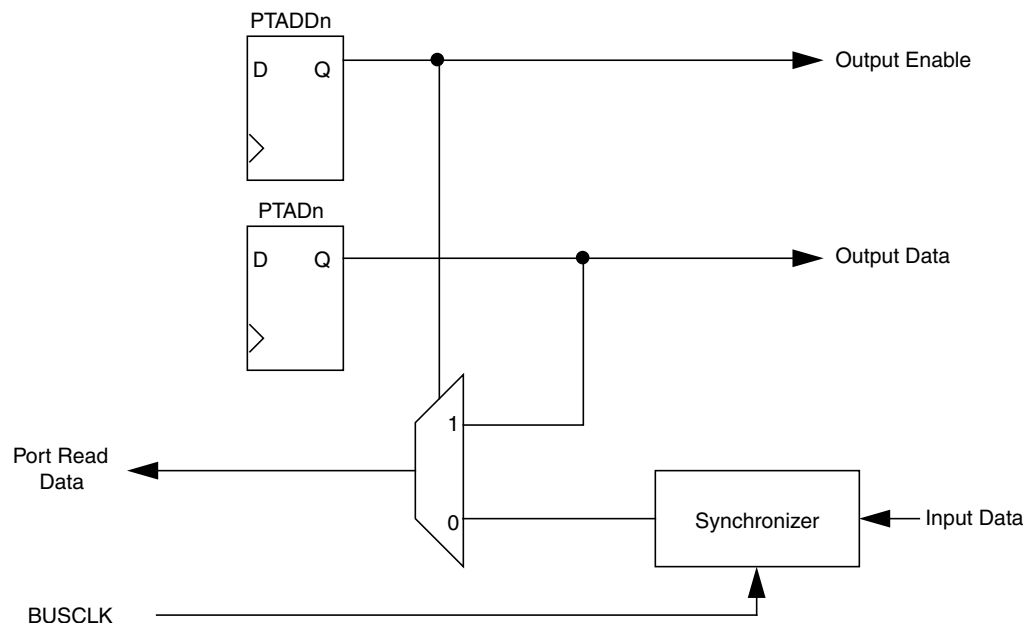 PTADDn
D Q
Output Enable
PTADn
D Q
Output Data
1
Port Read
Data
0
Synchronizer
Input Data
BUSCLK